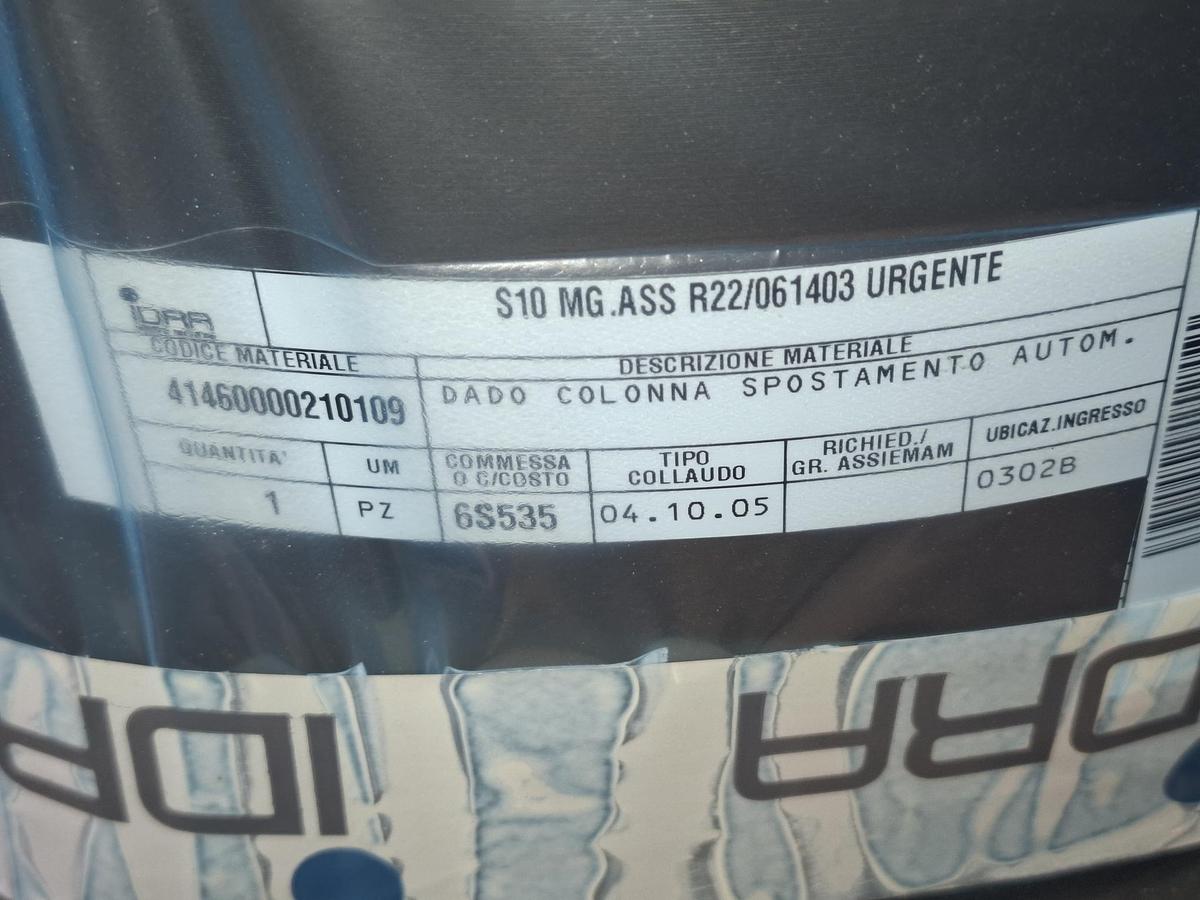 iDRA
S10 MG.ASS R22/061403 URGENTE
CODICE MATERIALE
DESCRIZIONE MATERIALE
41460000210109
DADO COLONNA SPOSTAMENTO AUTOM.
QUANTITA'
UM
COMMESSA
O C/COSTO
TIPO
COLLAUDO
RICHIED./
GR. ASSIEMAM
UBICAZ.INGRESSO
1
PZ
6S535
04.10.05
0302B
IDRA
IDRA